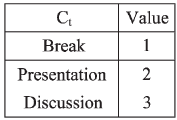 Ct Value
Break 1
Presentation 2
Discussion 3